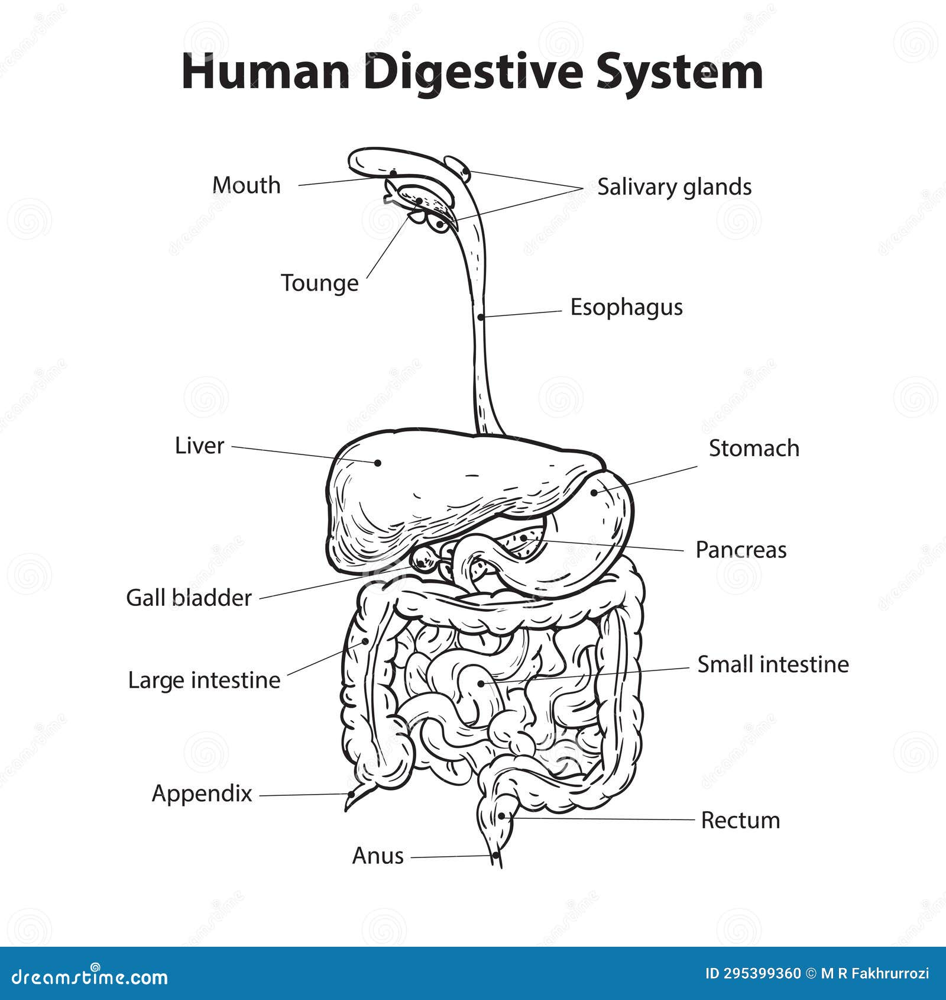 Human Digestive System
Mouth
Salivary glands
Tounge
Esophagus
Liver
Stomach
Pancreas
Gall bladder
Large intestine
Small intestine
Appendix
Rectum
Anus
dreamstime.com
ID 295399360 © M R Fakhrurrozi